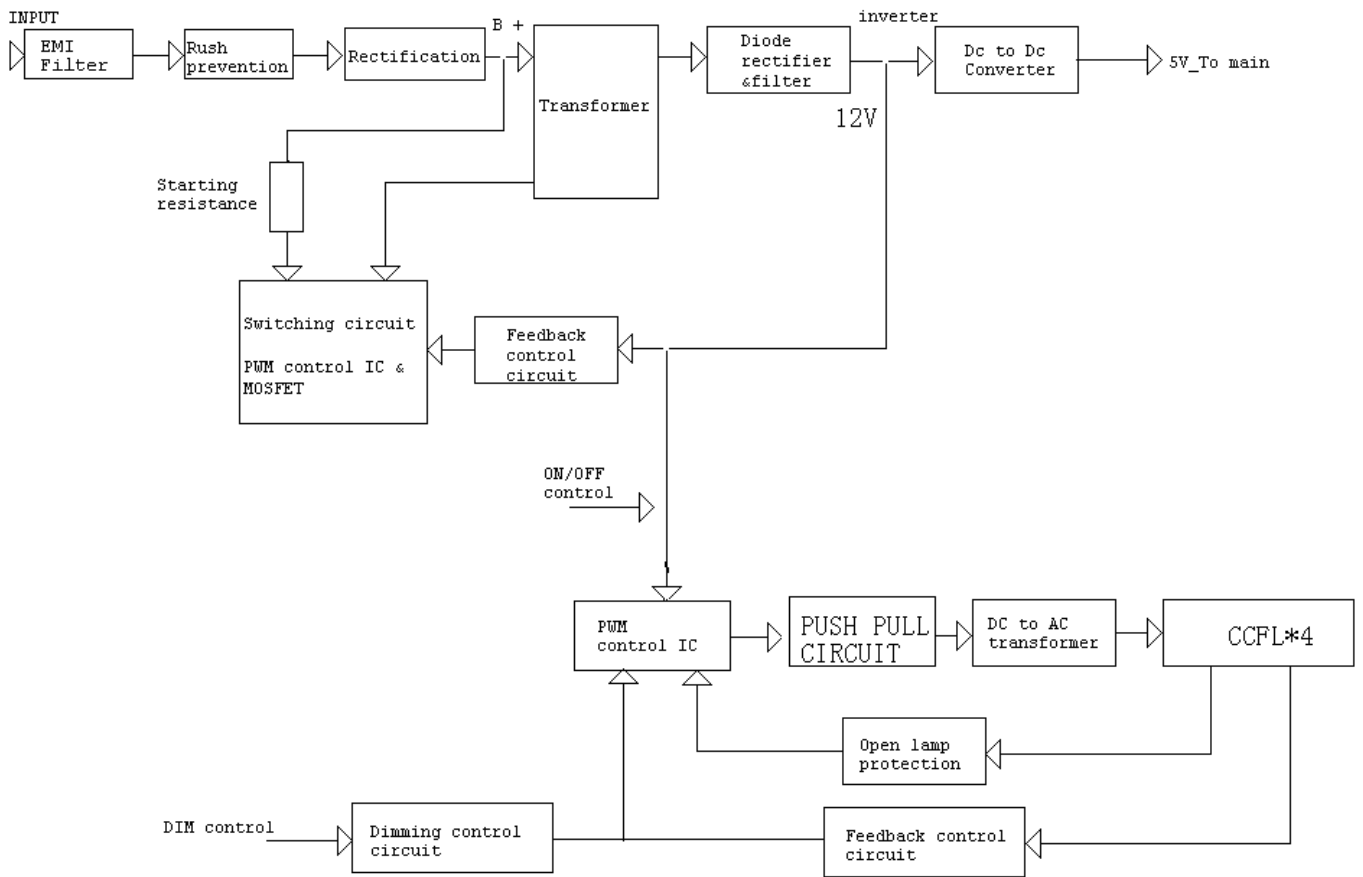 INPUT
EMI
Filter
Rush
prevention
Rectification
B +
Transformer
Diode
rectifier
&filter
inverter
12V
Dc to Dc
Converter
5V_To main
Starting
resistance
Switching circuit
PWM control IC &
MOSFET
Feedback
control
circuit
ON/OFF
control
PWM
control IC
PUSH PULL
CIRCUIT
DC to AC
transformer
CCFL*4
Open lamp
protection
DIM control
Dimming control
circuit
Feedback control
circuit